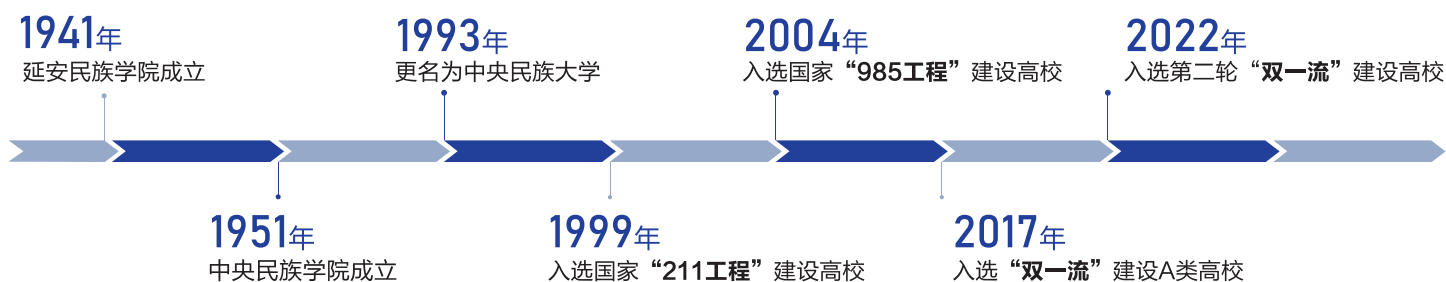 1941年
延安民族学院成立
1993年
更名为中央民族大学
2004年
入选国家“985工程”建设高校
2022年
入选第二轮“双一流”建设高校
1951年
中央民族学院成立
1999年
入选国家“211工程”建设高校
2017年
入选“双一流”建设A类高校